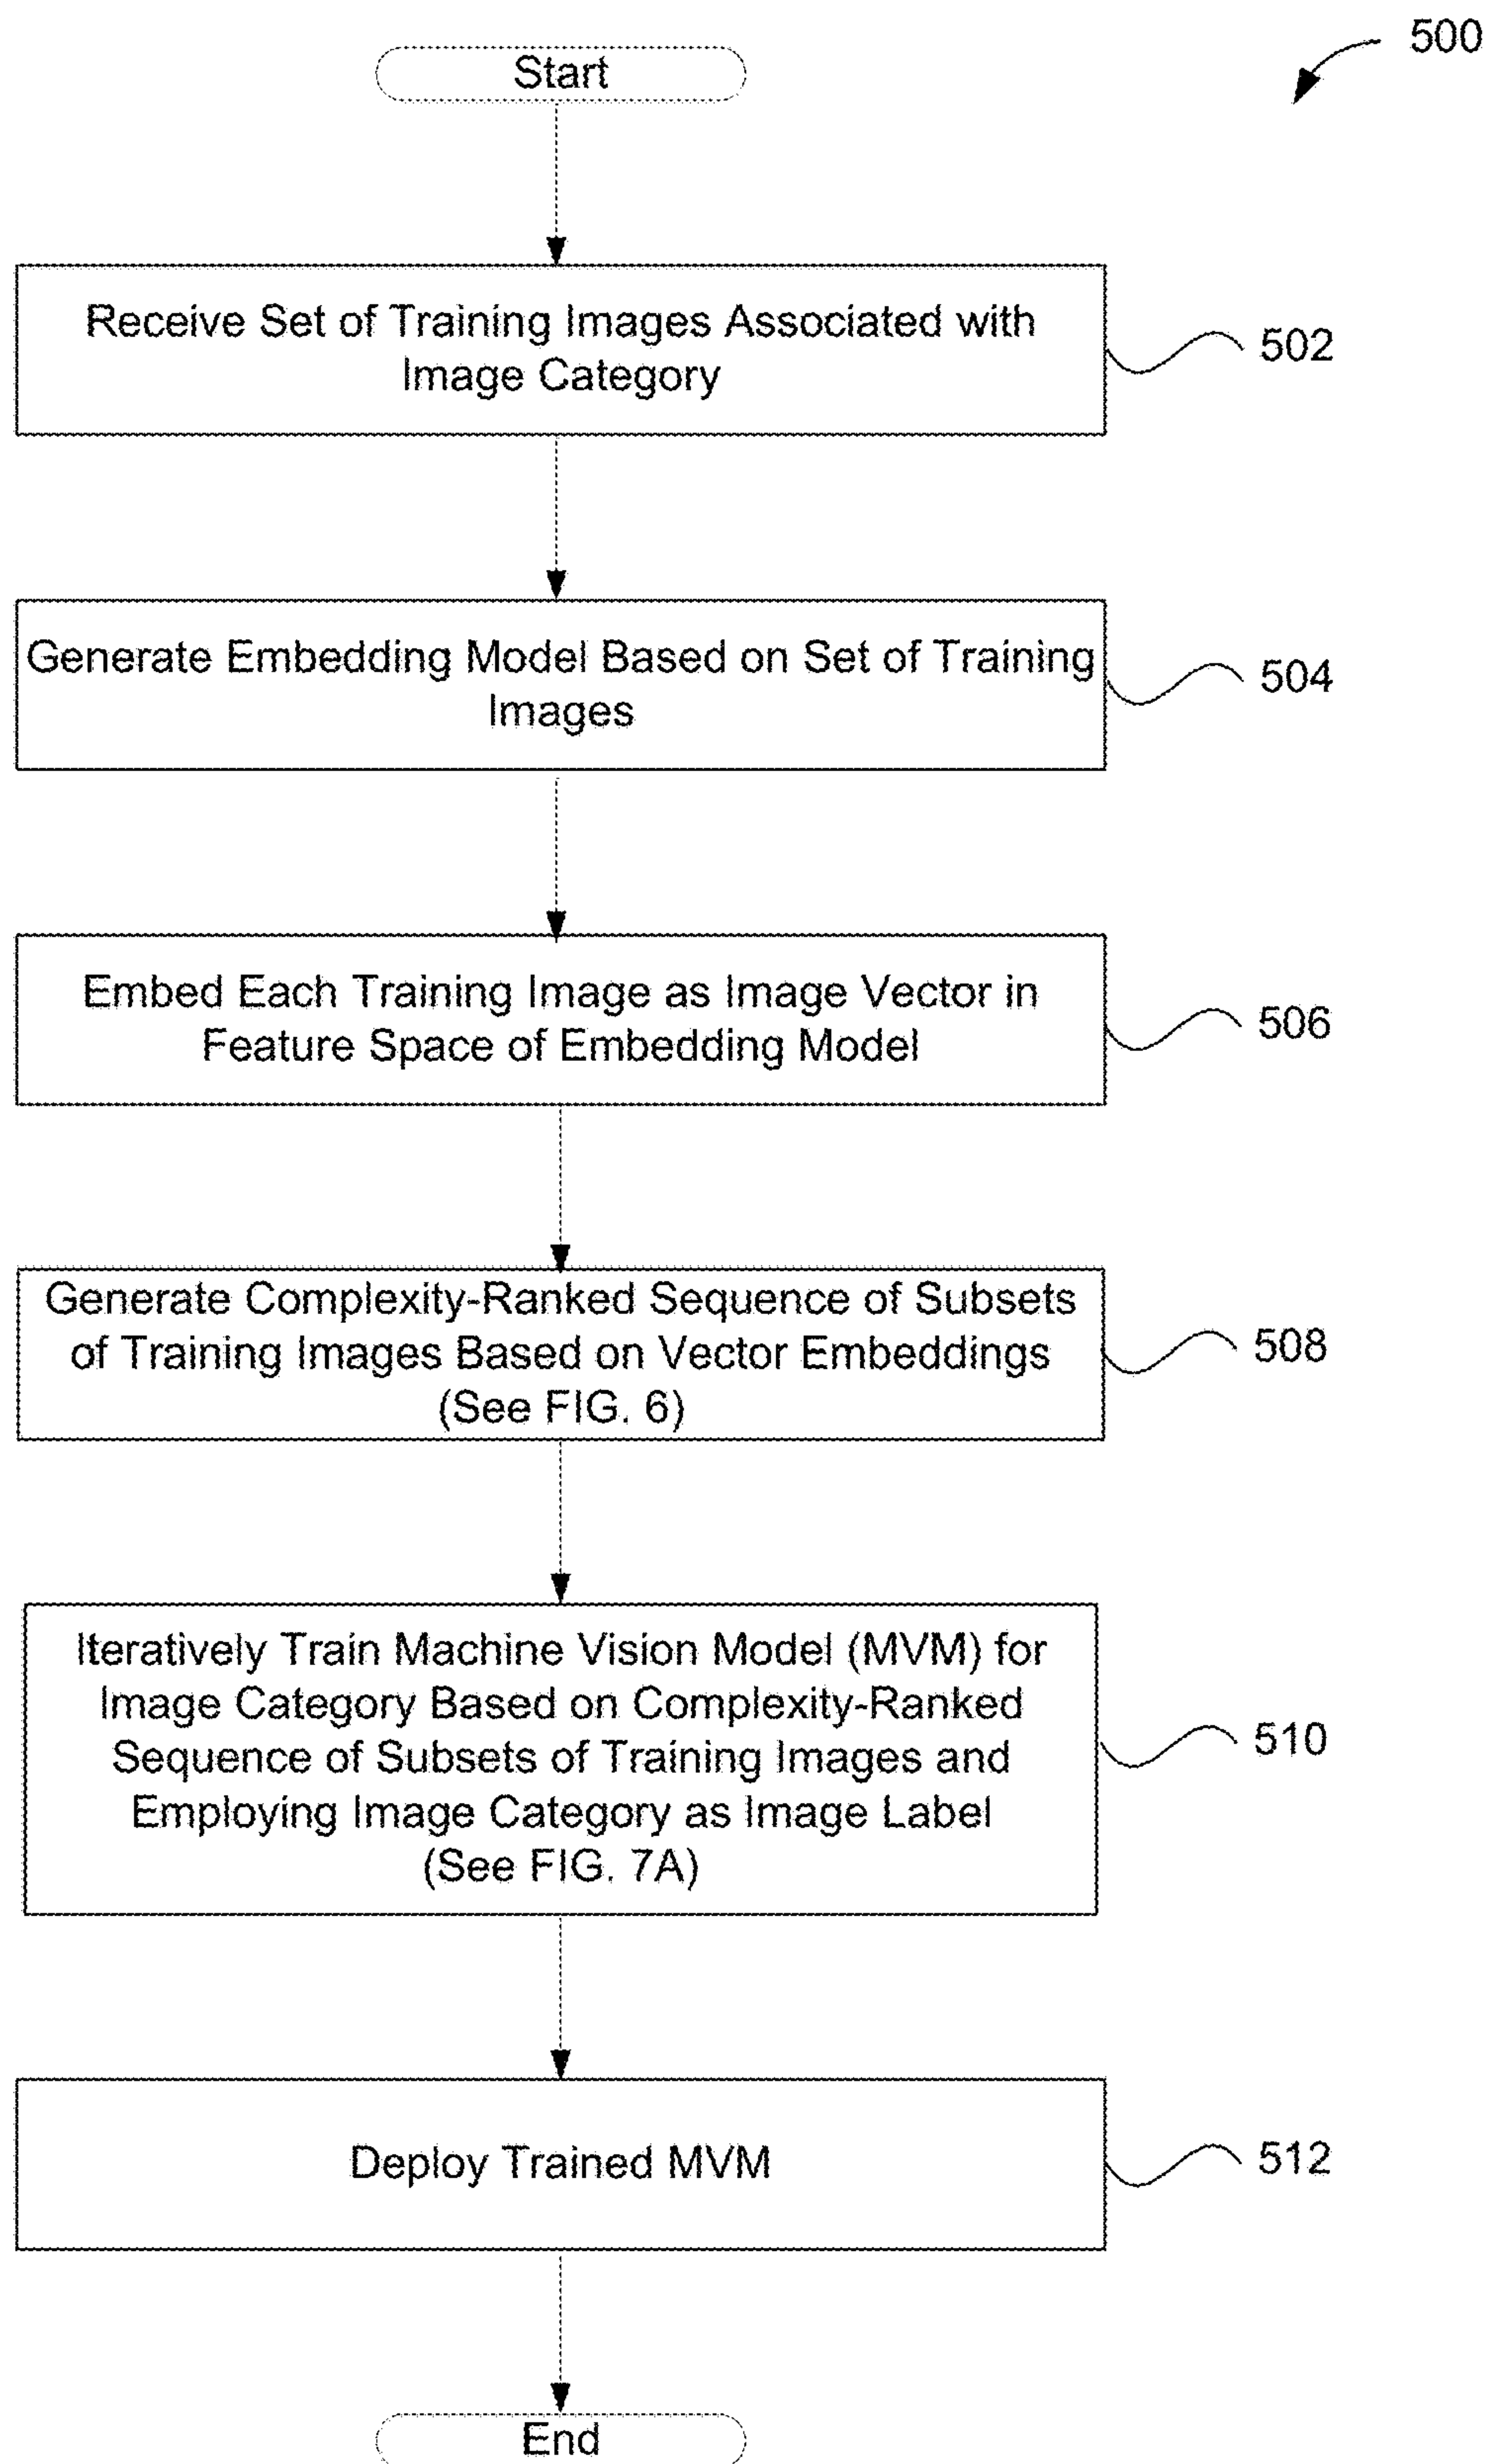 500
Start
Receive Set of Training Images Associated with
Image Category
502
Generate Embedding Model Based on Set of Training
Images
504
Embed Each Training Image as Image Vector in
Feature Space of Embedding Model
506
Generate Complexity-Ranked Sequence of Subsets
of Training Images Based on Vector Embeddings
(See FIG. 6)
508
Iteratively Train Machine Vision Model (MVM) for
Image Category Based on Complexity-Ranked
Sequence of Subsets of Training Images and
Employing Image Category as Image Label
(See FIG. 7A)
510
Deploy Trained MVM
512
End